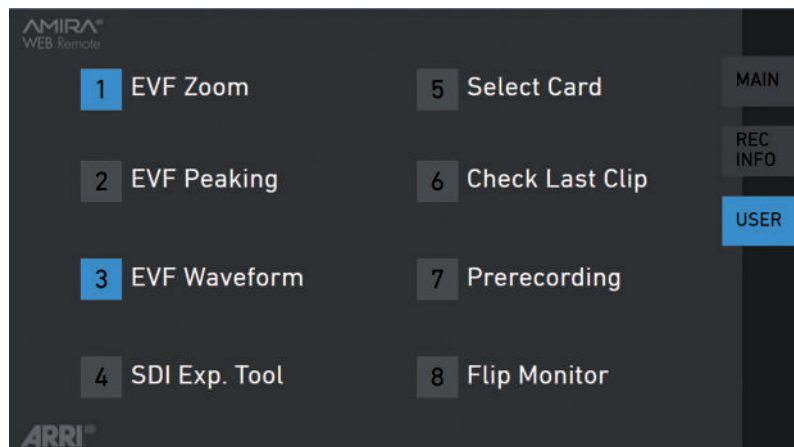 AMIRA®
WEB Remote
1 EVF Zoom
2 EVF Peaking
3 EVF Waveform
4 SDI Exp. Tool
5 Select Card
6 Check Last Clip
7 Prerecording
8 Flip Monitor
MAIN
REC
INFO
USER
ARRI®